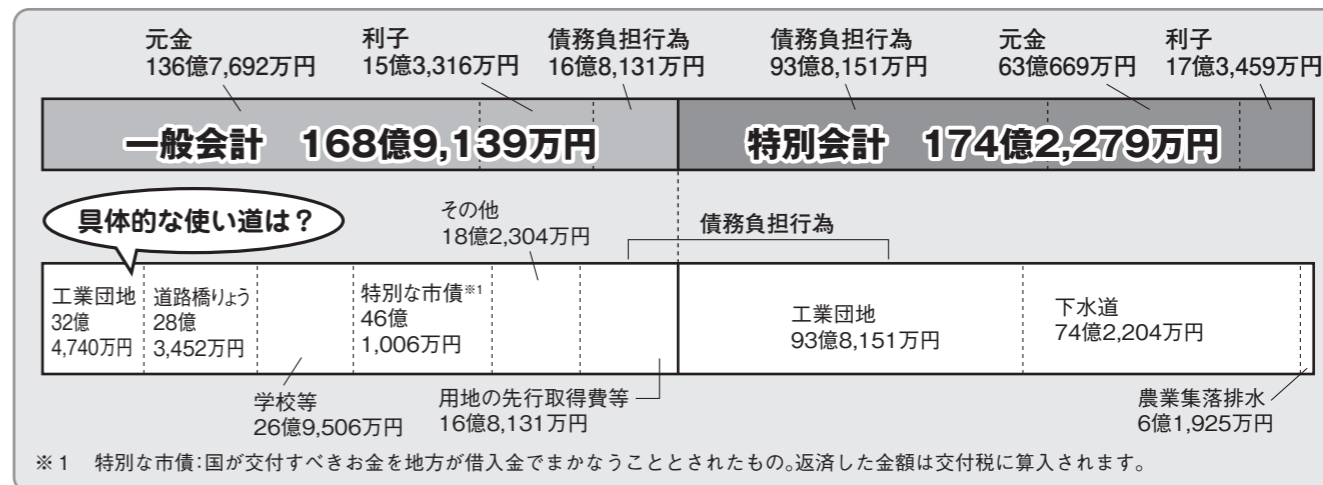 元金
136億7,692万円
利子
15億3,316万円
債務負担行為
16億8,131万円
債務負担行為
93億8,151万円
元金
63億669万円
利子
17億3,459万円
一般会計 168億9,139万円
特別会計 174億2,279万円
具体的な使い道は?
その他
18億2,304万円
債務負担行為
工業団地
32億
4,740万円
道路橋りょう
28億
3,452万円
特別な市債※1
46億
1,006万円
工業団地
93億8,151万円
下水道
74億2,204万円
学校等
26億9,506万円
用地の先行取得費等
16億8,131万円
農業集落排水
6億1,925万円
※1 特別な市債:国が交付すべきお金を地方が借入金でまかなうこととされたもの。返済した金額は交付税に算入されます。